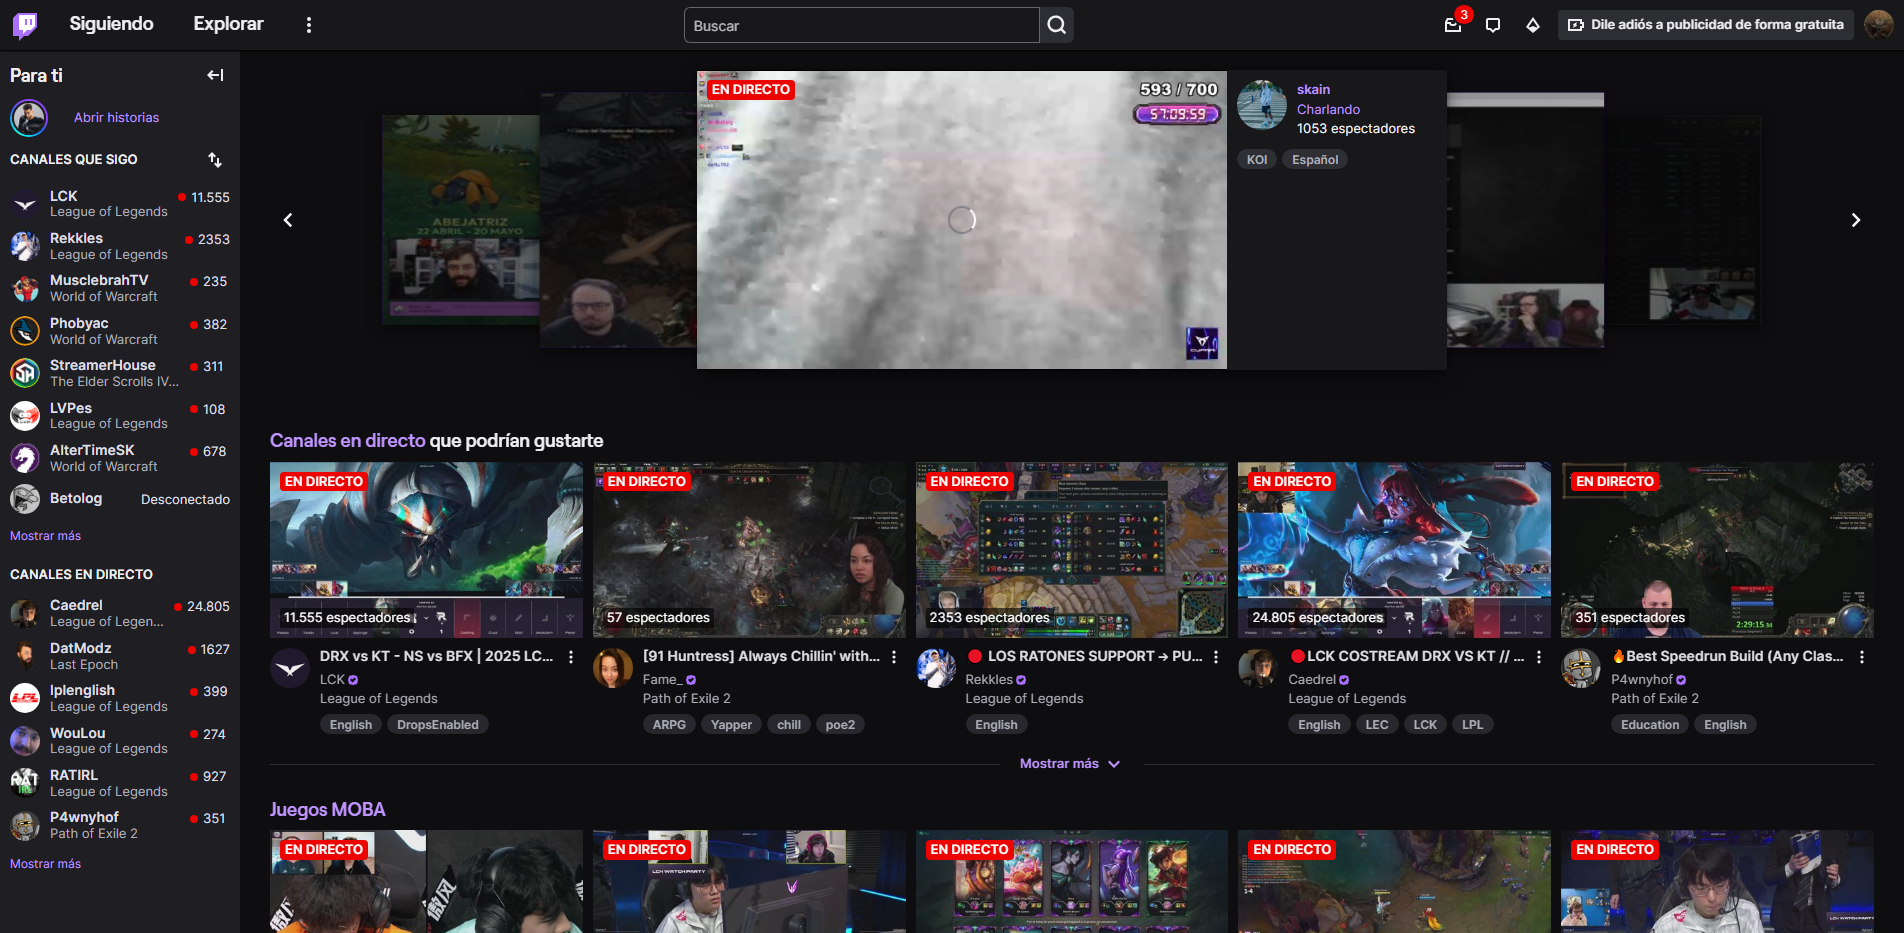 Siguiendo
Explorar
Buscar
3
Dile adiós a publicidad de forma gratuita
Para ti
Abrir historias
CANALES QUE SIGO
LCK
11.555
League of Legends
Rekkles
2353
League of Legends
MusclebrahTV
235
World of Warcraft
Phobyac
382
World of Warcraft
StreamerHouse
311
The Elder Scrolls IV...
LVPes
108
League of Legends
AlterTimeSK
678
World of Warcraft
Betolog
Desconectado
Mostrar más
CANALES EN DIRECTO
Caedrel
24.805
League of Legen...
DatModz
1627
Last Epoch
lplenglish
399
League of Legends
WouLou
274
League of Legends
RATIRL
927
League of Legends
P4wnyhof
351
Path of Exile 2
Mostrar más
ABEJATRIZ
22 ABRIL - 20 MAYO
EN DIRECTO
593 / 700
57:09:59
CUPRA
skain
Charlando
1053 espectadores
KOI
Español
Canales en directo que podrían gustarte
EN DIRECTO
11.555 espectadores
DRX vs KT - NS vs BFX | 2025 LC...
LCK
League of Legends
English
DropsEnabled
EN DIRECTO
57 espectadores
[91 Huntress] Always Chillin' with...
Fame_
Path of Exile 2
ARPG
Yapper
chill
poe2
EN DIRECTO
2353 espectadores
🔴 LOS RATONES SUPPORT → PU...
Rekkles
League of Legends
English
EN DIRECTO
24.805 espectadores
🔴LCK COSTREAM DRX VS KT // ...
Caedrel
League of Legends
English
LEC
LCK
LPL
EN DIRECTO
2:29:15.34
351 espectadores
🔥Best Speedrun Build (Any Clas...
P4wnyhof
Path of Exile 2
Education
English
Mostrar más
Juegos MOBA
EN DIRECTO
EN DIRECTO
LCK WATCH PARTY
EN DIRECTO
EN DIRECTO
EN DIRECTO